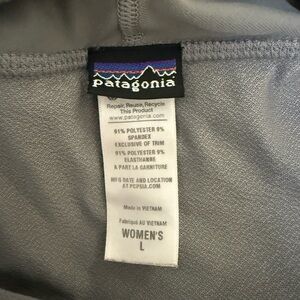 patagonia
Repair, Reuse, Recycle
This Product
www.patagonia.com
91% POLYESTER 9%
SPANDEX
EXCLUSIVE OF TRIM
91% POLYESTER 9%
ELASTHANNE
A PART LA GARNITURE
MFG DATE AND LOCATION
AT PCPSIA.COM
Made in VIETNAM
Fabriqué AU VIETNAM
WOMEN'S
L